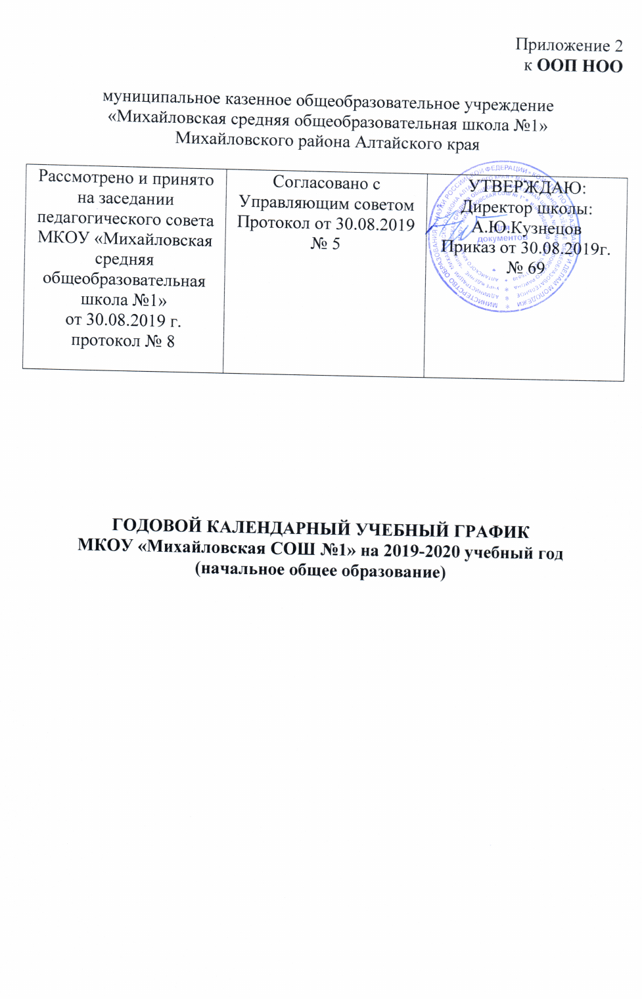 Приложение 2
к ООП НОО
муниципальное казенное общеобразовательное учреждение
«Михайловская средняя общеобразовательная школа №1»
Михайловского района Алтайского края
Рассмотрено и принято
на заседании
педагогического совета
МКОУ «Михайловская
средняя
общеобразовательная
школа №1»
от 30.08.2019 г.
протокол № 8
Согласовано с
Управляющим советом
Протокол от 30.08.2019
№ 5
УТВЕРЖДАЮ:
Директор школы:
А.Ю.Кузнецов
Приказ от 30.08.2019г.
№ 69
Для
документов
ГОДОВОЙ КАЛЕНДАРНЫЙ УЧЕБНЫЙ ГРАФИК
МКОУ «Михайловская СОШ №1» на 2019-2020 учебный год
(начальное общее образование)